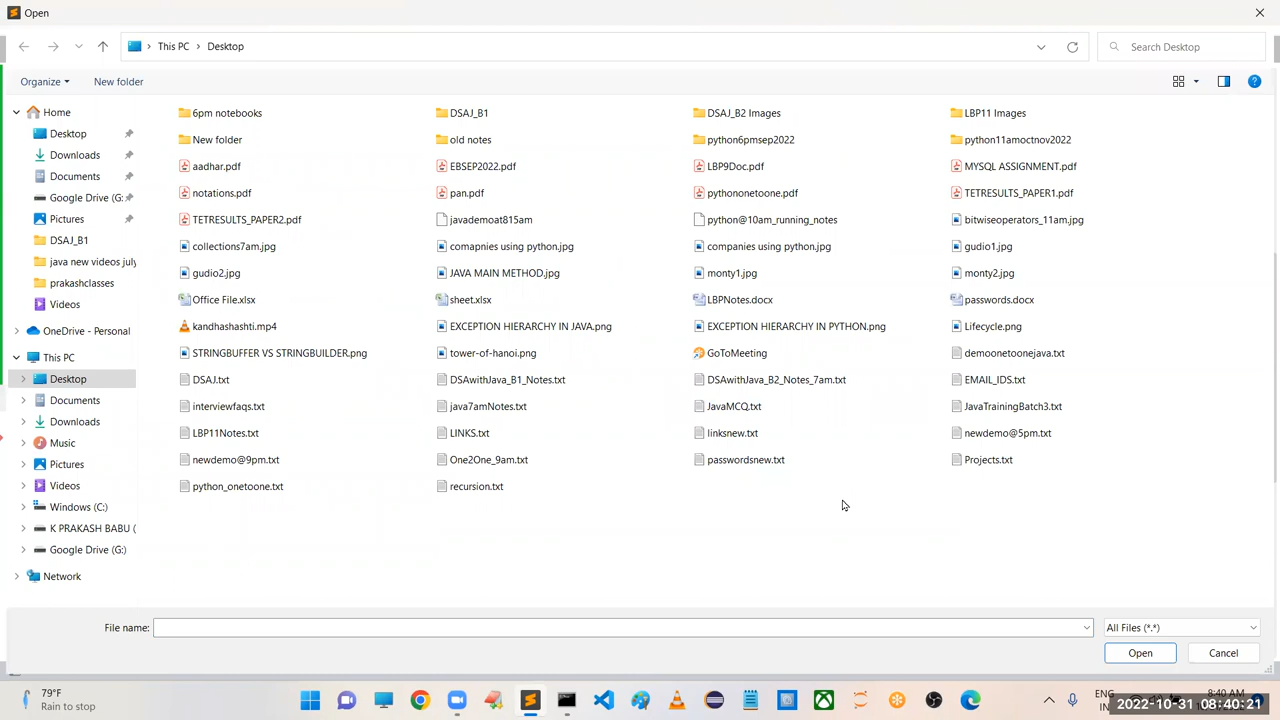 Open
This PC > Desktop
Search Desktop
Organize
New folder
Home
Desktop
Downloads
Documents
Google Drive (G:
Pictures
DSAJ_B1
java new videos july
prakashclasses
Videos
OneDrive - Personal
This PC
Desktop
Documents
Downloads
Music
Pictures
Videos
Windows (C:)
K PRAKASH BABU (
Google Drive (G:)
Network
6pm notebooks DSAJ_B1 DSAJ_B2 Images LBP11 Images
New folder old notes python6pmsep2022 python11amoctnov2022
aadhar.pdf EBSEP2022.pdf LBP9Doc.pdf MYSQL ASSIGNMENT.pdf
notations.pdf pan.pdf pythononetoone.pdf TETRESULTS_PAPER1.pdf
TETRESULTS_PAPER2.pdf javademoat815am python@10am_running_notes bitwiseoperators_11am.jpg
collections7am.jpg comapnies using python.jpg companies using python.jpg gudio1.jpg
gudio2.jpg JAVA MAIN METHOD.jpg monty1.jpg monty2.jpg
Office File.xlsx sheet.xlsx LBPNotes.docx passwords.docx
kandhashashti.mp4 EXCEPTION HIERARCHY IN JAVA.png EXCEPTION HIERARCHY IN PYTHON.png Lifecycle.png
STRINGBUFFER VS STRINGBUILDER.png tower-of-hanoi.png GoToMeeting demoonetoonejava.txt
DSAJ.txt DSAwithJava_B1_Notes.txt DSAwithJava_B2_Notes_7am.txt EMAIL_IDS.txt
interviewfaqs.txt java7amNotes.txt JavaMCQ.txt JavaTrainingBatch3.txt
LBP11Notes.txt LINKS.txt linksnew.txt newdemo@5pm.txt
newdemo@9pm.txt One2One_9am.txt passwordsnew.txt Projects.txt
python_onetoone.txt recursion.txt
File name:
All Files (*.*)
Open
Cancel
79°F
Rain to stop
ENG
8:40 AM
2022-10-31 08:40:21